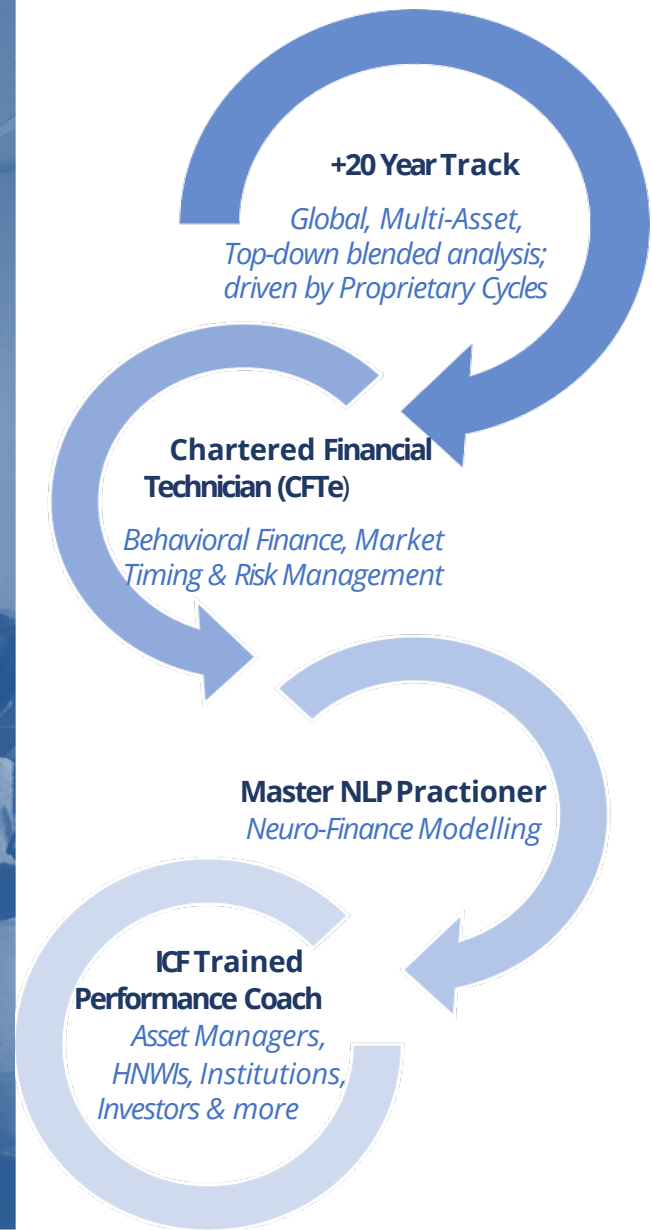 +20 Year Track
Global, Multi-Asset,
Top-down blended analysis;
driven by Proprietary Cycles
Chartered Financial
Technician (CFTe)
Behavioral Finance, Market
Timing & Risk Management
Master NLP Practioner
Neuro-Finance Modelling
ICF Trained
Performance Coach
Asset Managers,
HNWIs, Institutions,
Investors & more